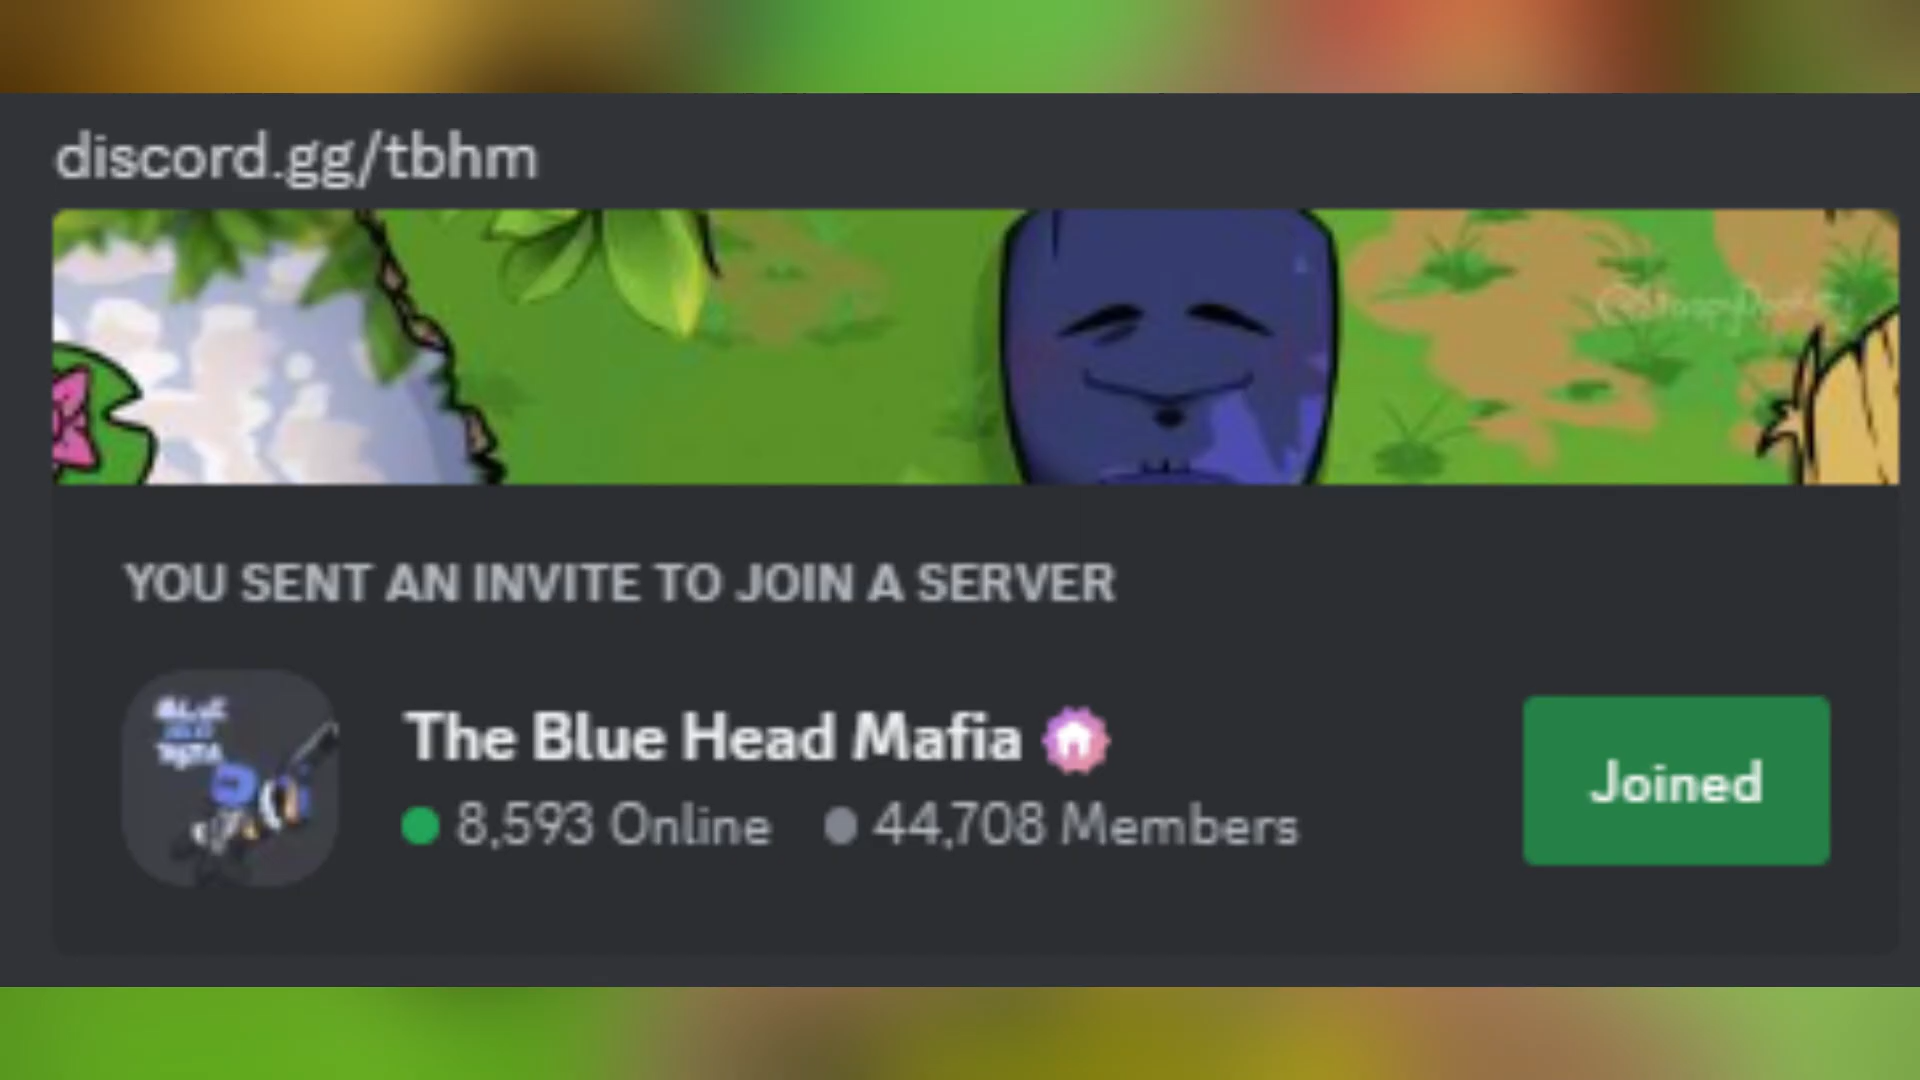 discord.gg/tbhm
YOU SENT AN INVITE TO JOIN A SERVER
The Blue Head Mafia
8,593 Online 44,708 Members
Joined